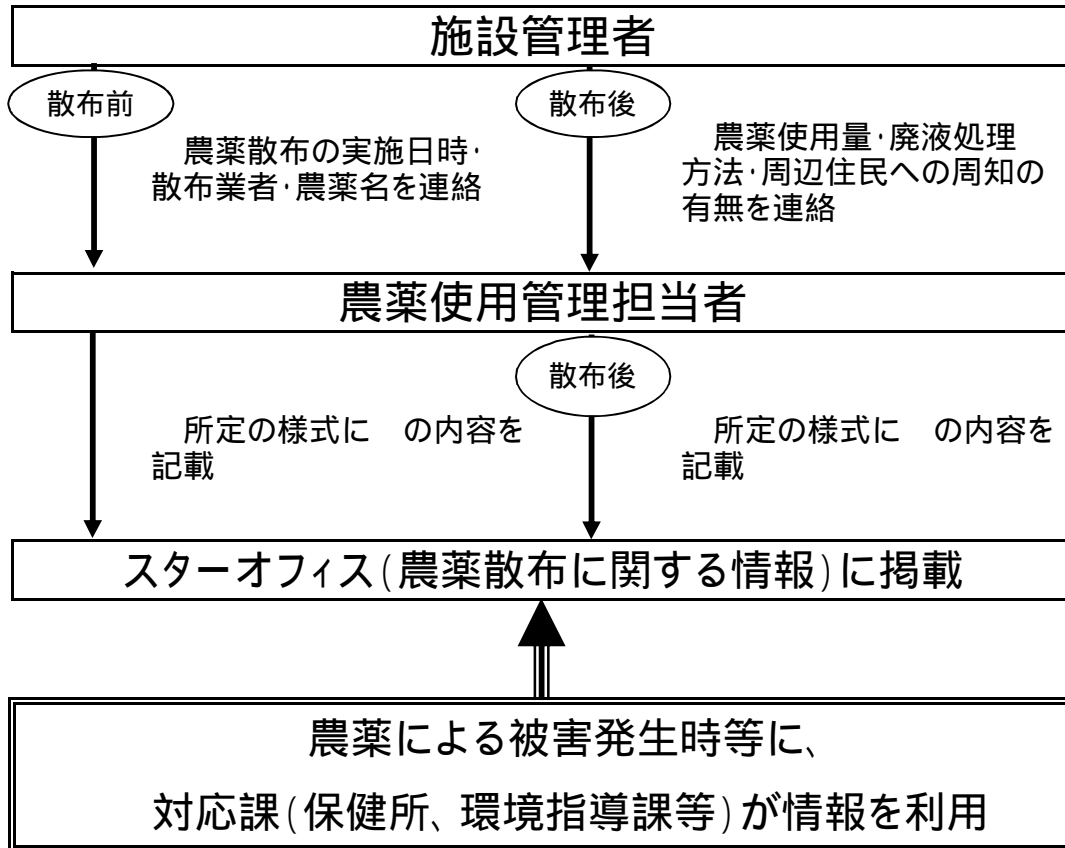 施設管理者
散布前
散布後
農薬散布の実施日時・
散布業者・農薬名を連絡
農薬使用量・廃液処理
方法・周辺住民への周知の
有無を連絡
農薬使用管理担当者
散布後
所定の様式に　の内容を
記載
所定の様式に　の内容を
記載
スターオフィス(農薬散布に関する情報)に掲載
農薬による被害発生時等に、
対応課(保健所、環境指導課等)が情報を利用